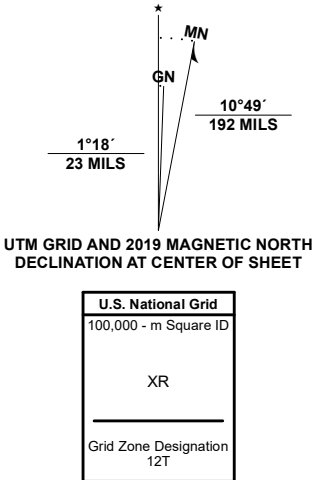 ★
MN
GN
10°49´
192 MILS
1°18´
23 MILS
UTM GRID AND 2019 MAGNETIC NORTH
DECLINATION AT CENTER OF SHEET
U.S. National Grid
100,000 - m Square ID
XR
Grid Zone Designation
12T